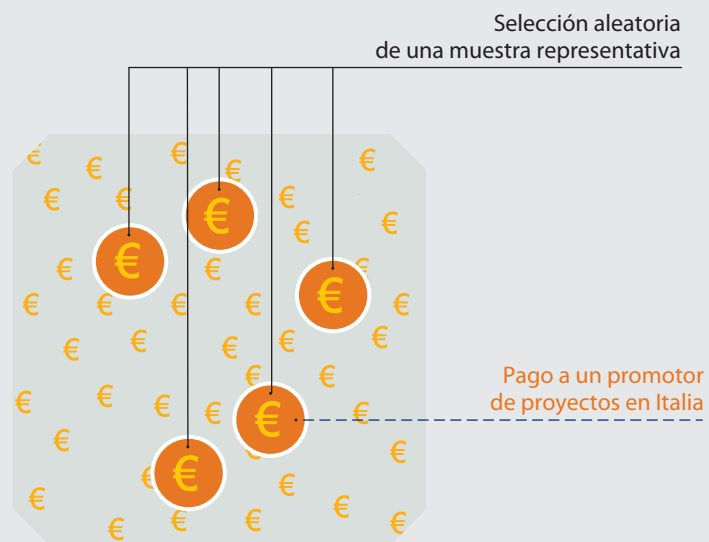 Selección aleatoria
de una muestra representativa
Pago a un promotor
de proyectos en Italia